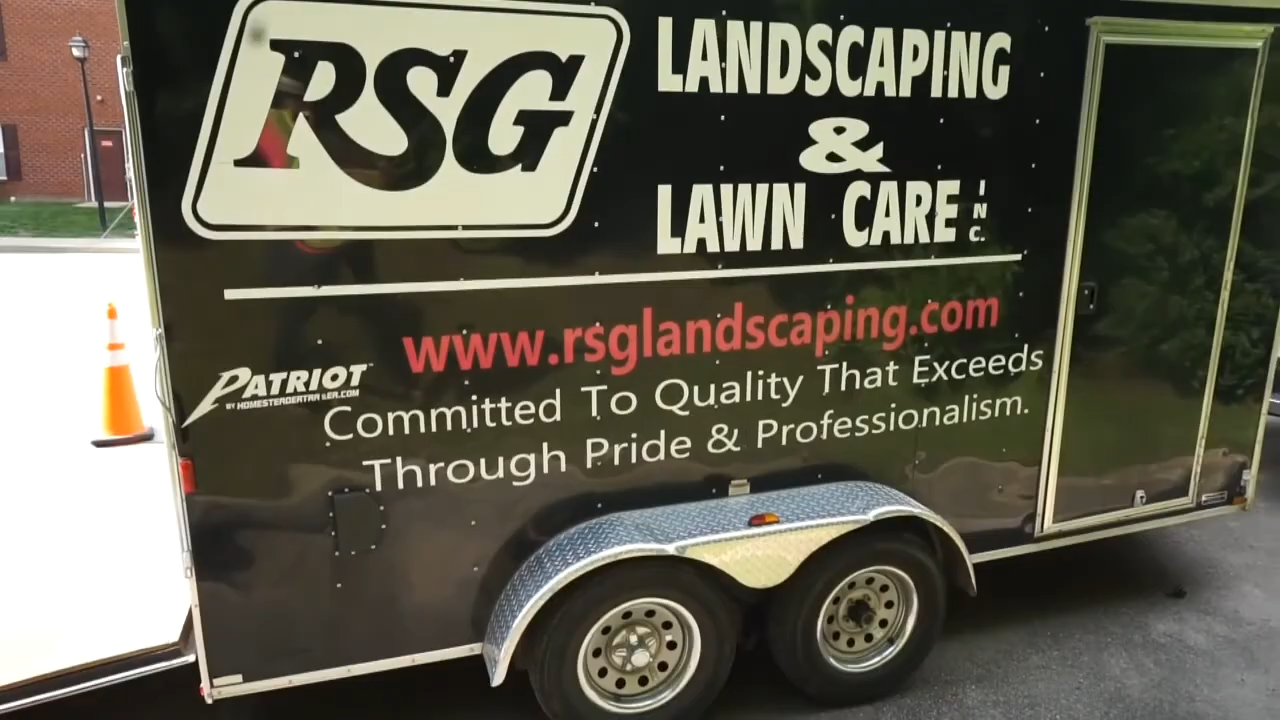 RSG
LANDSCAPING
&
LAWN CARE INC.
www.rsglandscaping.com
PATRIOT
Committed To Quality That Exceeds
Through Pride & Professionalism.